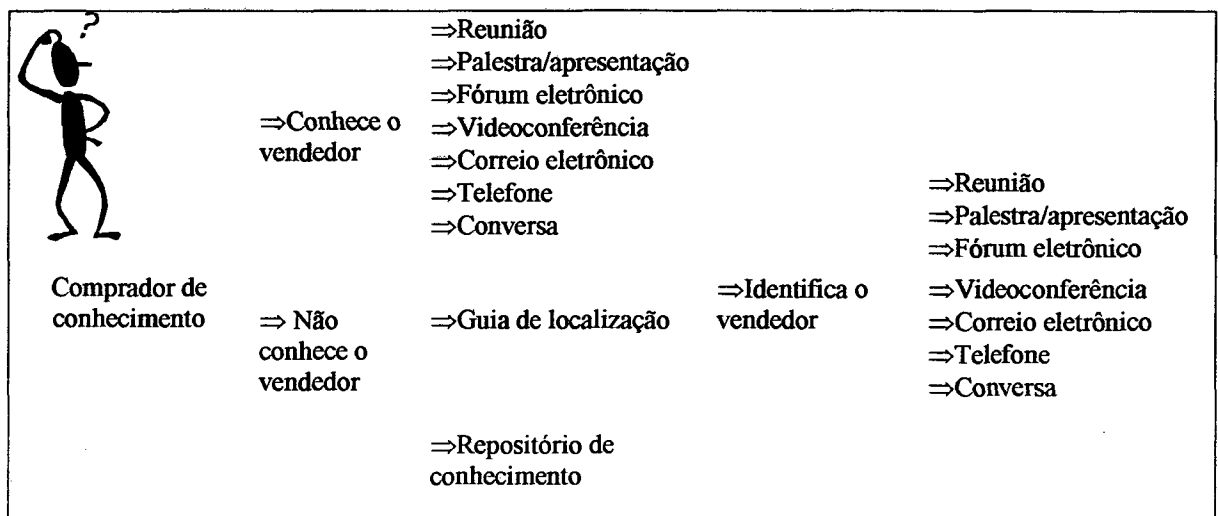 ?
Comprador de
conhecimento
⇒Conhece o
vendedor
⇒Reunião
⇒Palestra/apresentação
⇒Fórum eletrônico
⇒Videoconferência
⇒Correio eletrônico
⇒Telefone
⇒Conversa
⇒ Não
conhece o
vendedor
⇒Guia de localização
⇒Identifica o
vendedor
⇒Reunião
⇒Palestra/apresentação
⇒Fórum eletrônico
⇒Videoconferência
⇒Correio eletrônico
⇒Telefone
⇒Conversa
⇒Repositório de
conhecimento